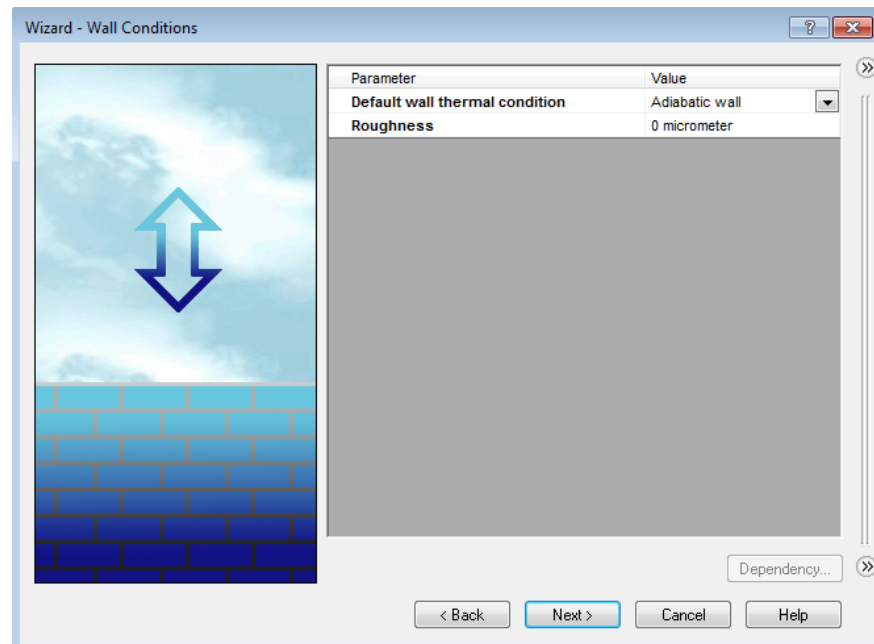 Wizard - Wall Conditions
Parameter Value
Default wall thermal condition Adiabatic wall
Roughness 0 micrometer
Dependency...
< Back Next > Cancel Help